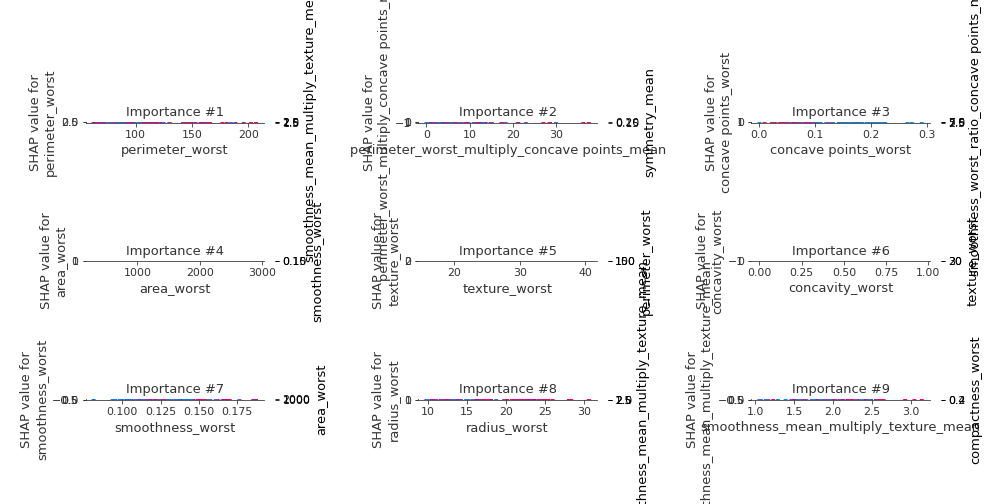 SHAP value for
perimeter_worst
Importance #1
100
150
200
perimeter_worst
smoothness_mean_multiply_texture_me
SHAP value for
perimeter_worst_multiply_concave points_m
Importance #2
0
10
20
30
perimeter_worst_multiply_concave points_mean
symmetry_mean
SHAP value for
concave points_worst
Importance #3
0.0
0.1
0.2
0.3
concave points_worst
smoothness_worst_ratio_concave points_m
SHAP value for
area_worst
Importance #4
1000
2000
3000
area_worst
smoothness_worst
SHAP value for
texture_worst
Importance #5
20
30
40
texture_worst
perimeter_worst
SHAP value for
concavity_worst
Importance #6
0.00
0.25
0.50
0.75
1.00
concavity_worst
texture_worst
SHAP value for
smoothness_worst
Importance #7
0.100
0.125
0.150
0.175
smoothness_worst
area_worst
SHAP value for
radius_worst
Importance #8
10
15
20
25
30
radius_worst
thness_mean_multiply_texture_mean
SHAP value for
thness_mean_multiply_texture_mean
Importance #9
1.0
1.5
2.0
2.5
3.0
smoothness_mean_multiply_texture_mean
compactness_worst